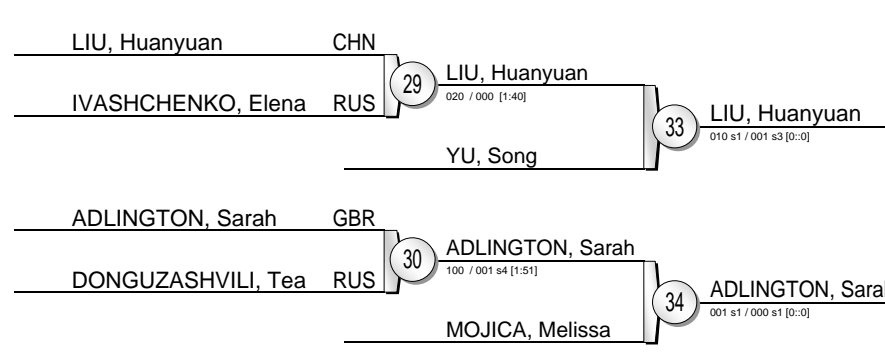 LIU, Huanyuan CHN
29
LIU, Huanyuan
020 / 000 [1:40]
IVASHCHENKO, Elena RUS
33
LIU, Huanyuan
010 s1 / 001 s3 [0::0]
YU, Song
ADLINGTON, Sarah GBR
30
ADLINGTON, Sarah
100 / 001 s4 [1:51]
DONGUZASHVILI, Tea RUS
34
ADLINGTON, Sara
001 s1 / 000 s1 [0::0]
MOJICA, Melissa